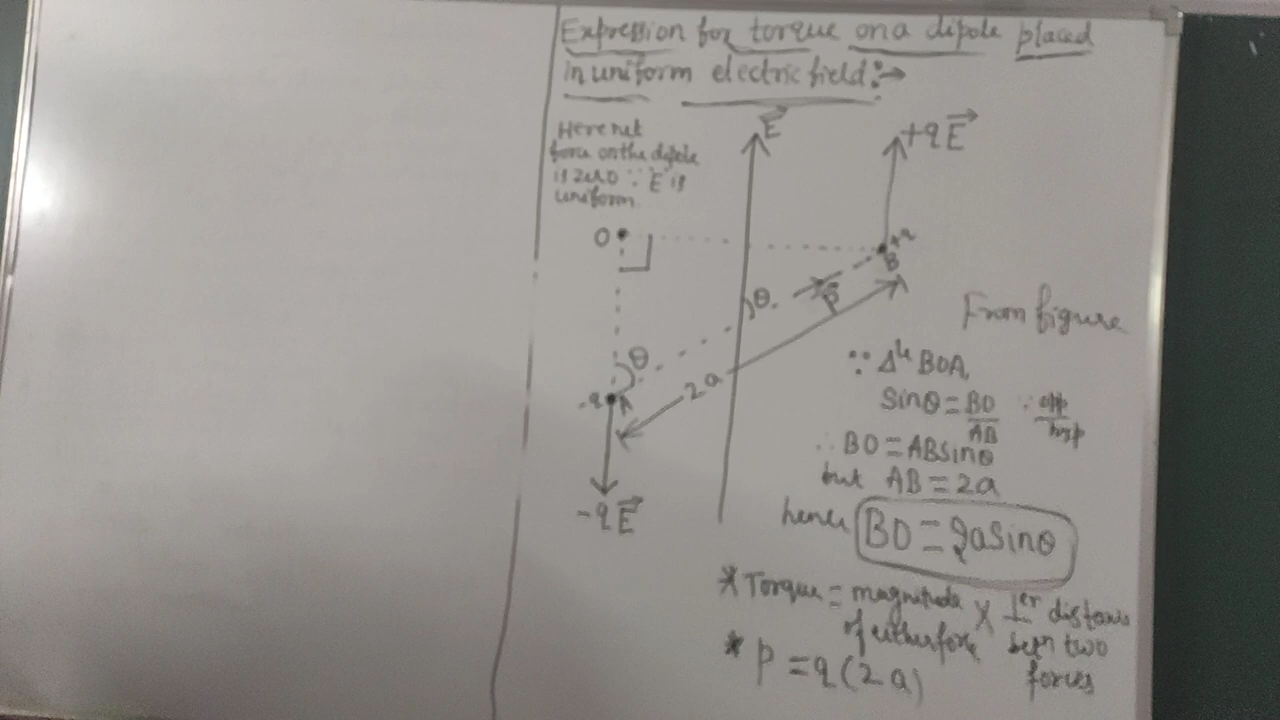 Expression for torque on a dipole placed
in uniform electric field:→
Here net
force on the dipole
is zero ∵ E is
uniform
E⃗
+qE⃗
O
+q
B
θ
p⃗
θ
2a
-q
A
-qE⃗
From figure
∵ Δle BOA,
Sinθ = BO/AB ∵ opp/hyp
∴ BO = ABsinθ
but AB = 2a
hence BO = 2asinθ
* Torque = magnitude of either force × ⊥er distance betn two forces
* p = q(2a)